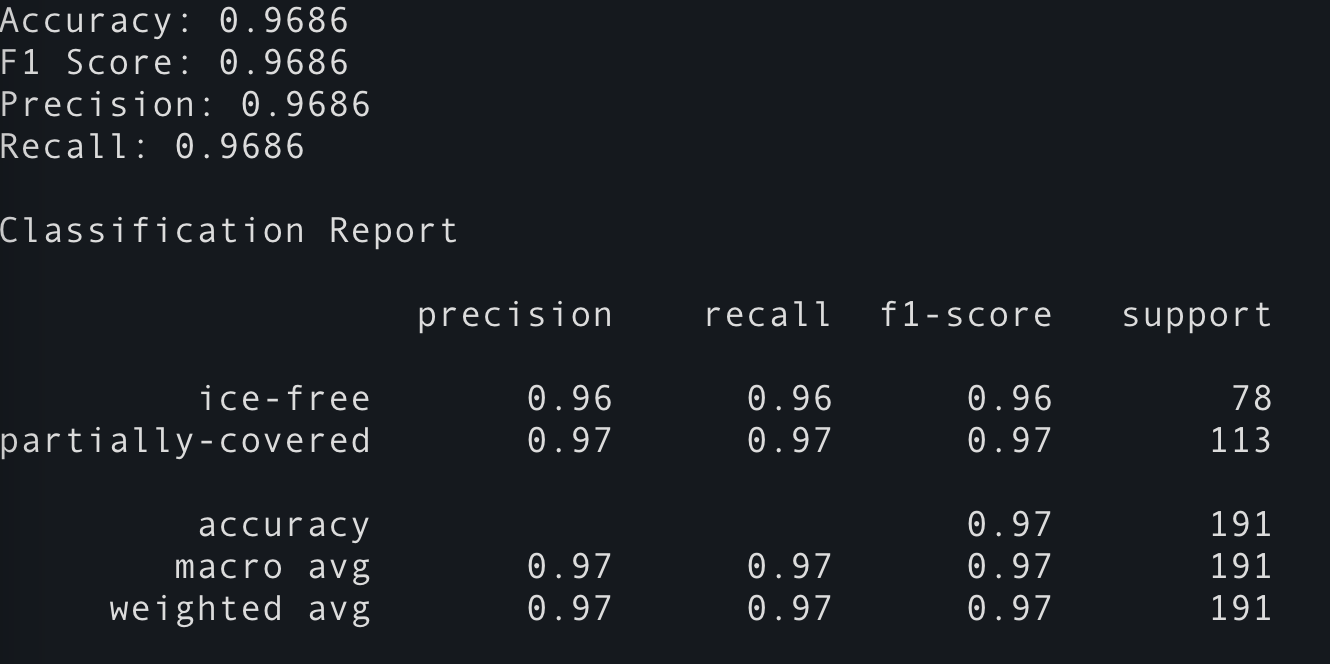 Accuracy: 0.9686
F1 Score: 0.9686
Precision: 0.9686
Recall: 0.9686
Classification Report
precision recall f1-score support
ice-free 0.96 0.96 0.96 78
partially-covered 0.97 0.97 0.97 113
accuracy 0.97 191
macro avg 0.97 0.97 0.97 191
weighted avg 0.97 0.97 0.97 191